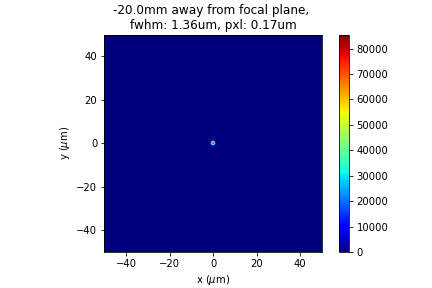 -20.0mm away from focal plane,
fwhm: 1.36um, pxl: 0.17um
40
20
0
−20
−40
y (μm)
−40 −20 0 20 40
x (μm)
80000
70000
60000
50000
40000
30000
20000
10000
0